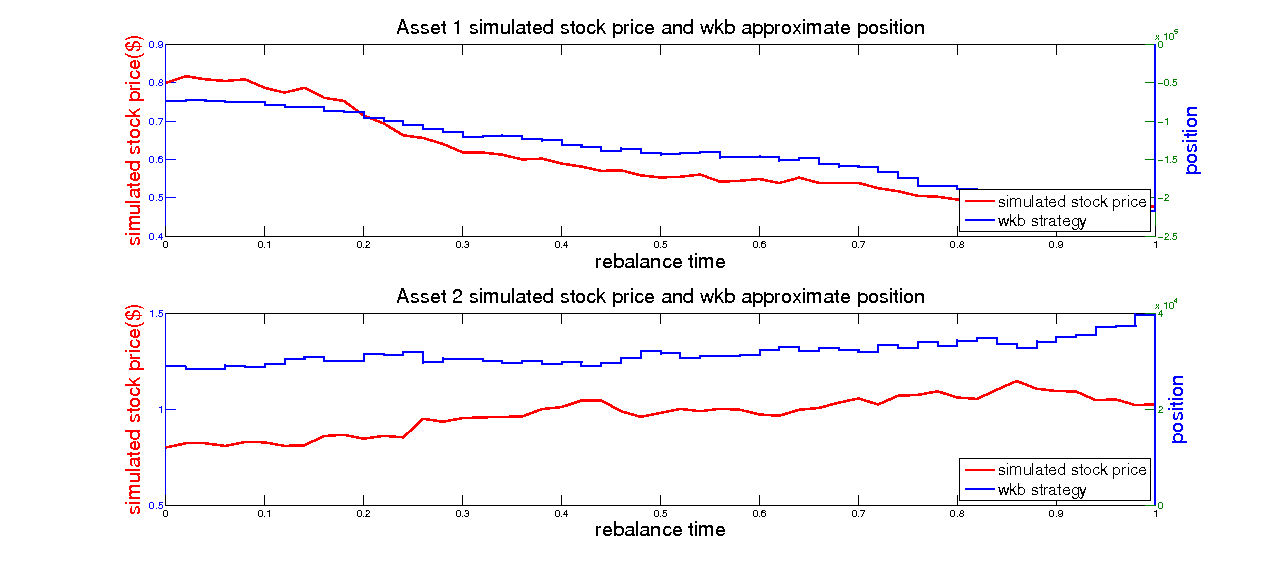 Asset 1 simulated stock price and wkb approximate position
simulated stock price($)
0.9
0.8
0.7
0.6
0.5
0.4
0 0.1 0.2 0.3 0.4 0.5 0.6 0.7 0.8 0.9 1
rebalance time
x 10^5
0
-0.5
-1
-1.5
-2
-2.5
position
simulated stock price
wkb strategy
Asset 2 simulated stock price and wkb approximate position
simulated stock price($)
1.5
1
0.5
0 0.1 0.2 0.3 0.4 0.5 0.6 0.7 0.8 0.9 1
rebalance time
x 10^4
4
2
0
position
simulated stock price
wkb strategy